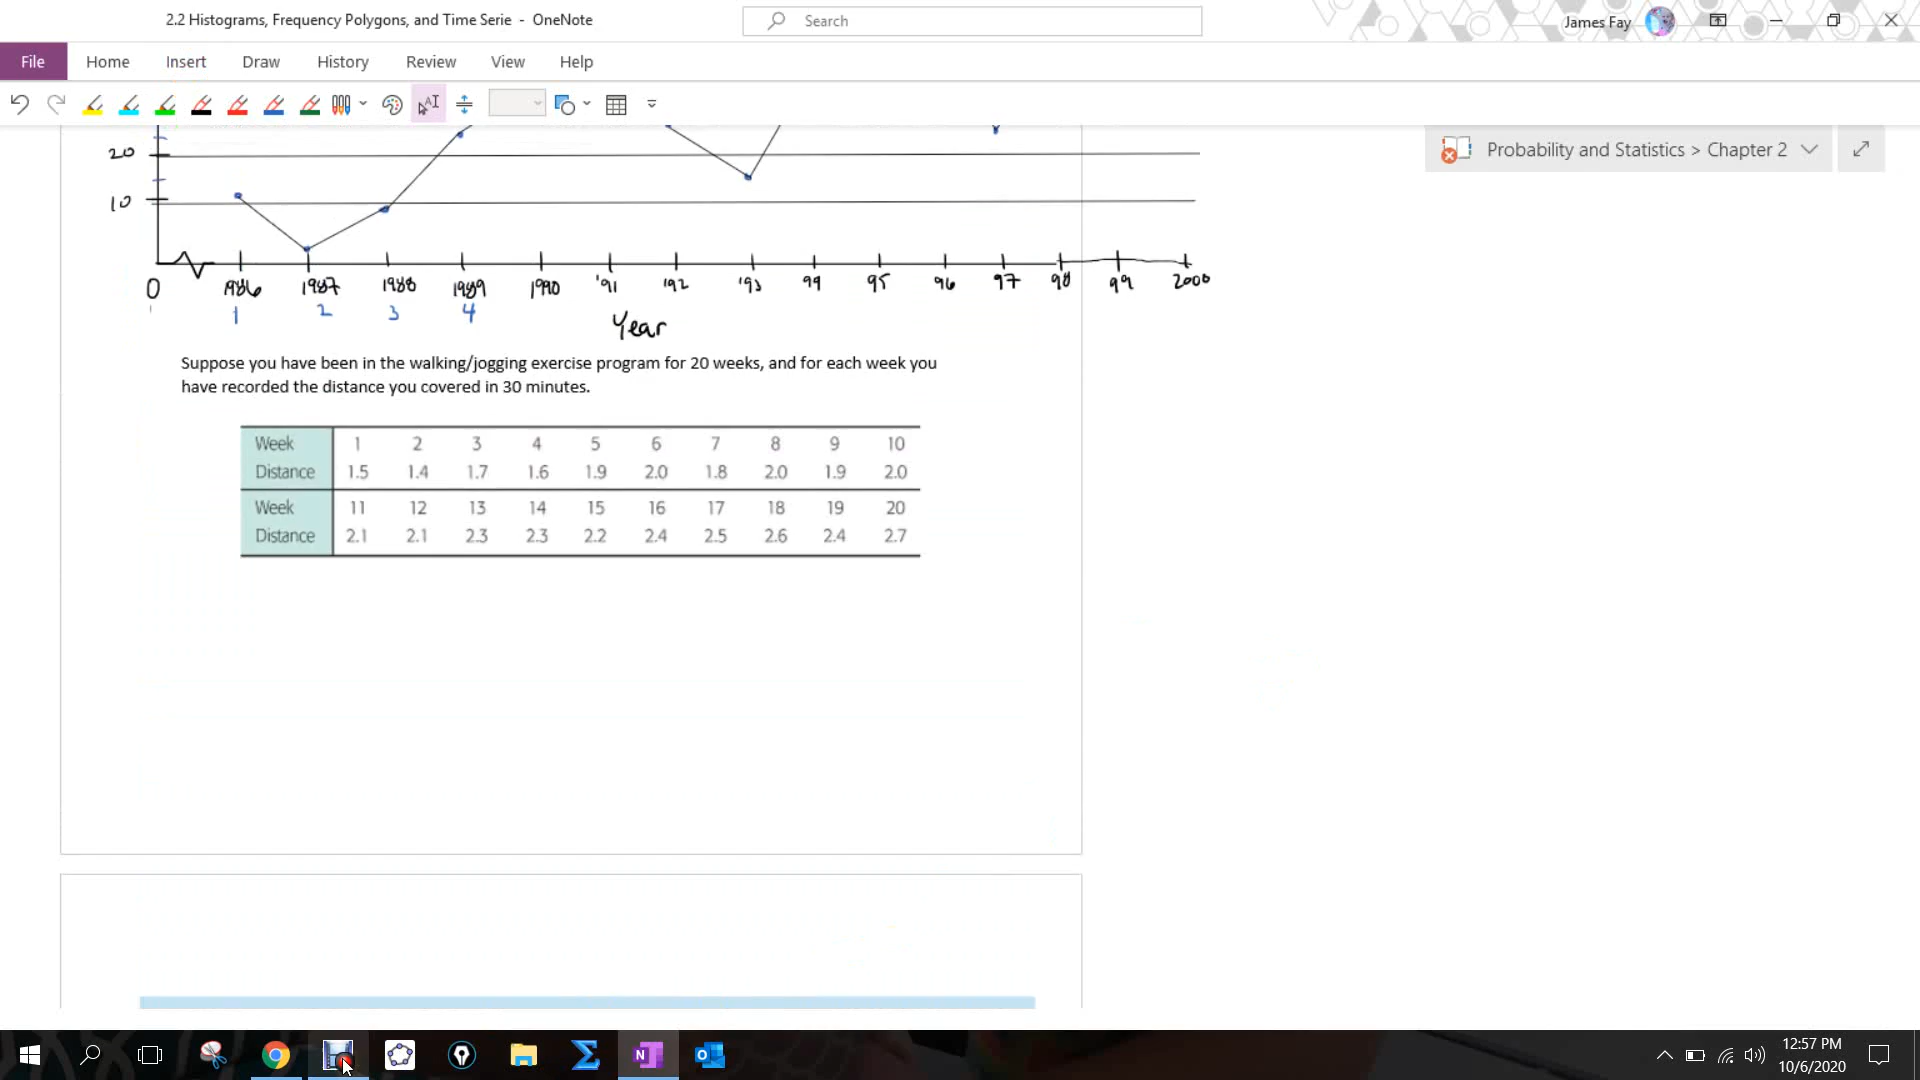 2.2 Histograms, Frequency Polygons, and Time Serie - OneNote
Search
James Fay
File Home Insert Draw History Review View Help
Probability and Statistics > Chapter 2
20
10
0 1986 1987 1988 1989 1990 '91 '92 '93 94 95 96 97 98 99 2000
1 2 3 4
Year
Suppose you have been in the walking/jogging exercise program for 20 weeks, and for each week you
have recorded the distance you covered in 30 minutes.
Week 1 2 3 4 5 6 7 8 9 10
Distance 1.5 1.4 1.7 1.6 1.9 2.0 1.8 2.0 1.9 2.0
Week 11 12 13 14 15 16 17 18 19 20
Distance 2.1 2.1 2.3 2.3 2.2 2.4 2.5 2.6 2.4 2.7
12:57 PM
10/6/2020